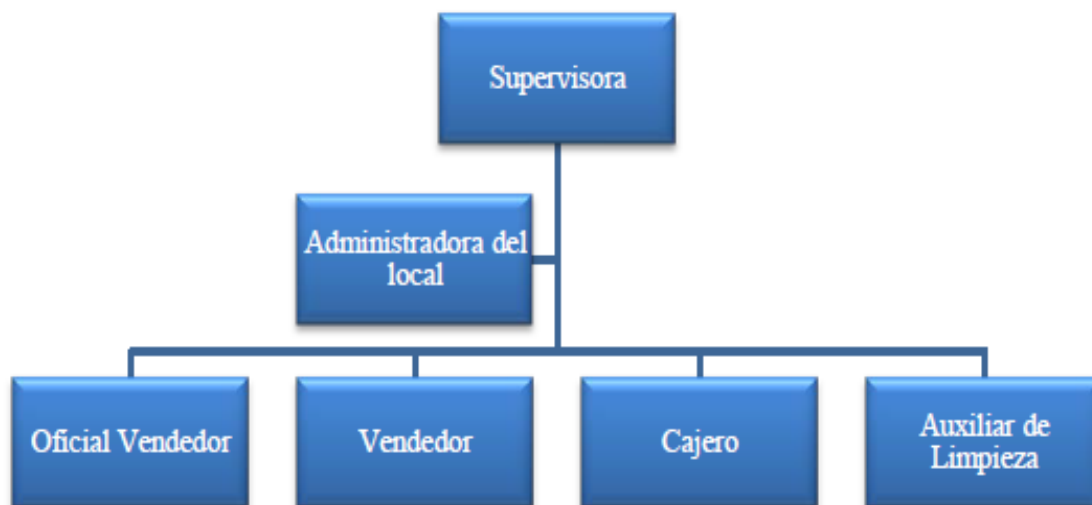 Supervisora
Administradora del
local
Oficial Vendedor
Vendedor
Cajero
Auxiliar de
Limpieza